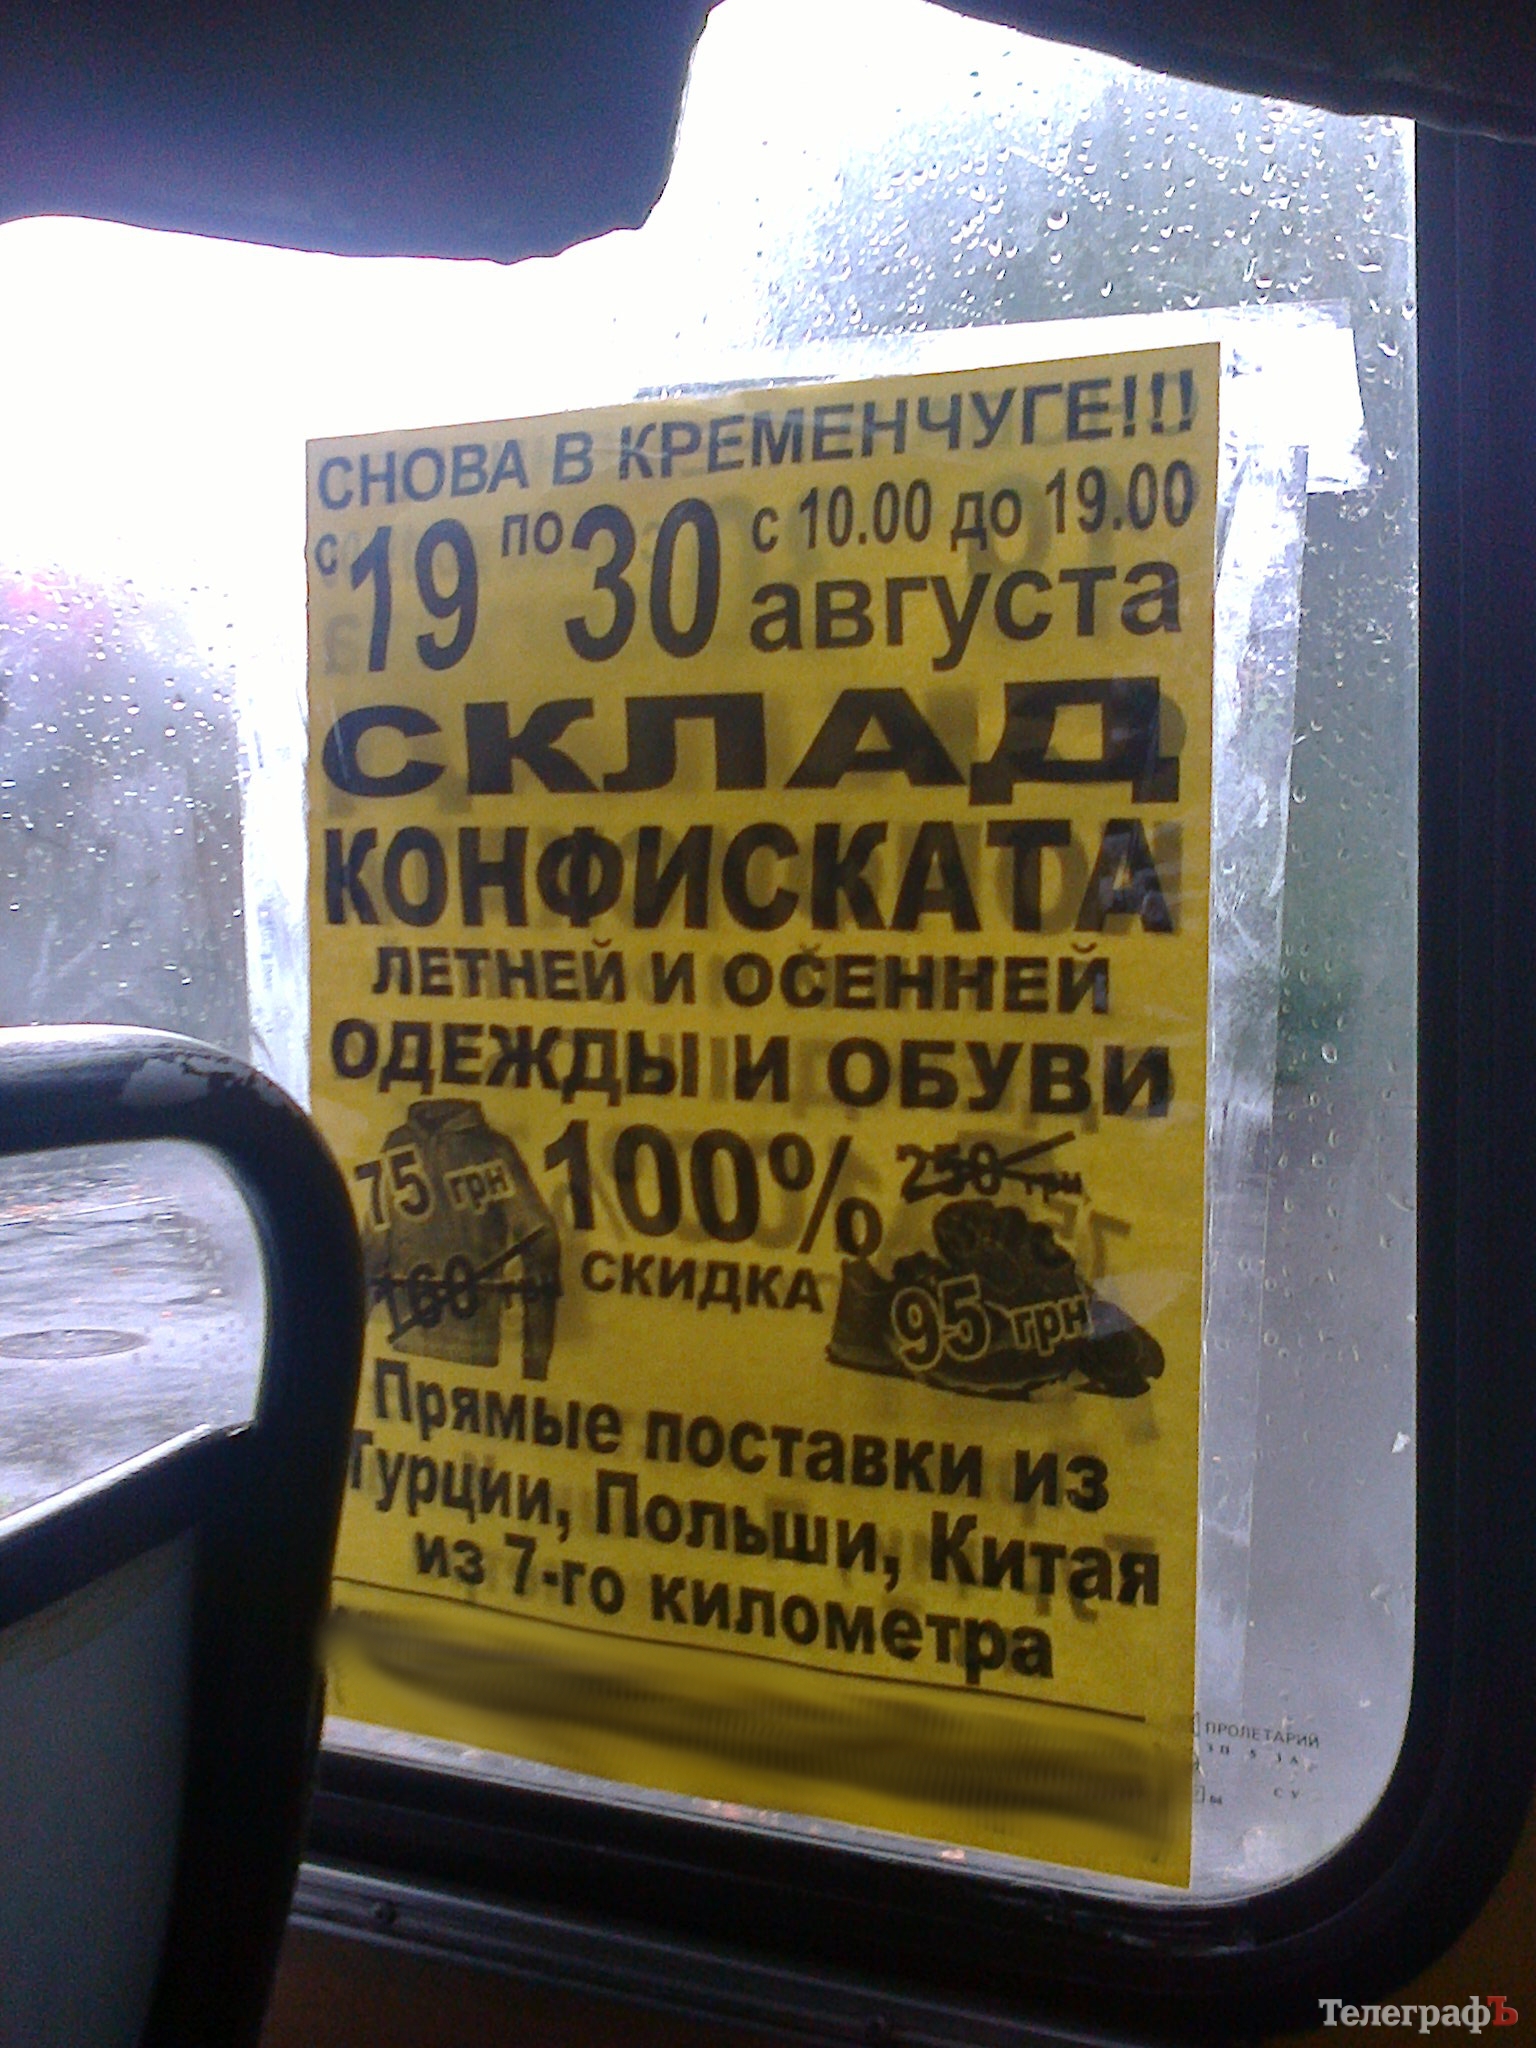 СНОВА В КРЕМЕНЧУГЕ!!!
с 19 по 30 с 10.00 до 19.00
августа
СКЛАД
КОНФИСКАТА
ЛЕТНЕЙ И ОСЕННЕЙ
ОДЕЖДЫ И ОБУВИ
75 грн 100% 250 грн
160 грн СКИДКА 95 грн
Прямые поставки из
Турции, Польши, Китая
из 7-го километра
ПРОЛЕТАРИЙ
ТелеграфЪ